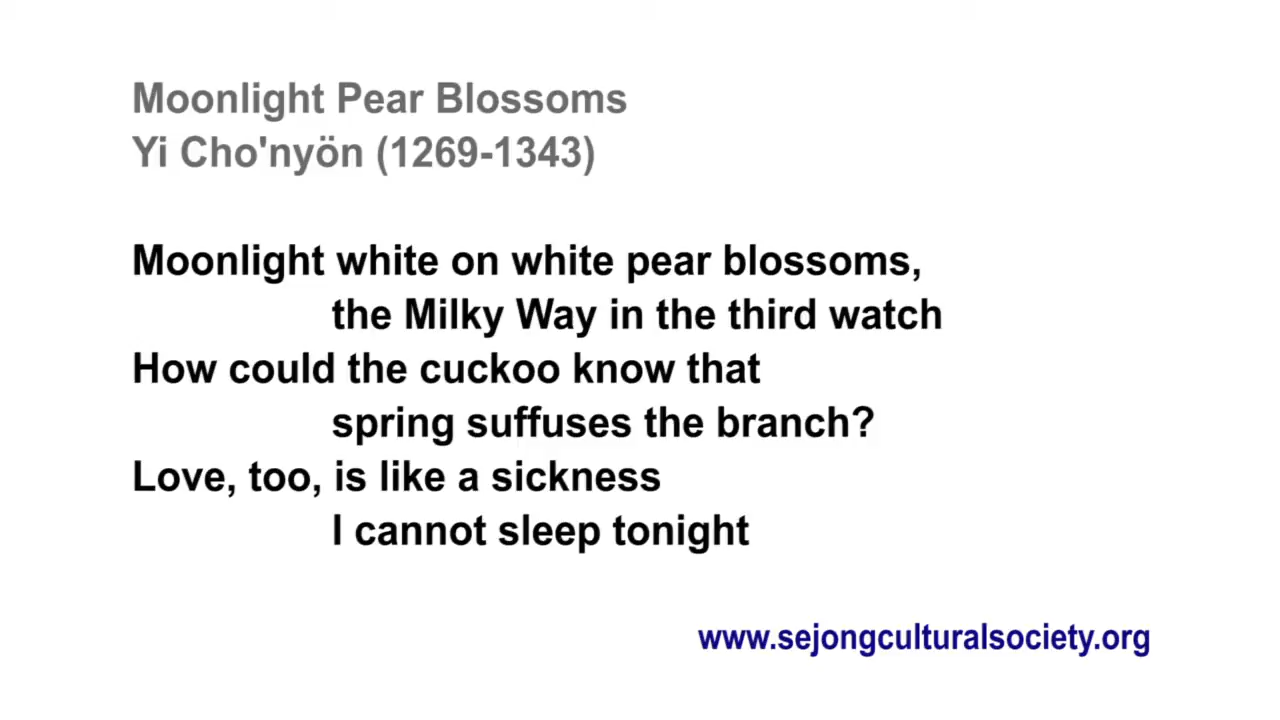 Moonlight Pear Blossoms
Yi Cho'nyön (1269-1343)
Moonlight white on white pear blossoms,
the Milky Way in the third watch
How could the cuckoo know that
spring suffuses the branch?
Love, too, is like a sickness
I cannot sleep tonight
www.sejongculturalsociety.org